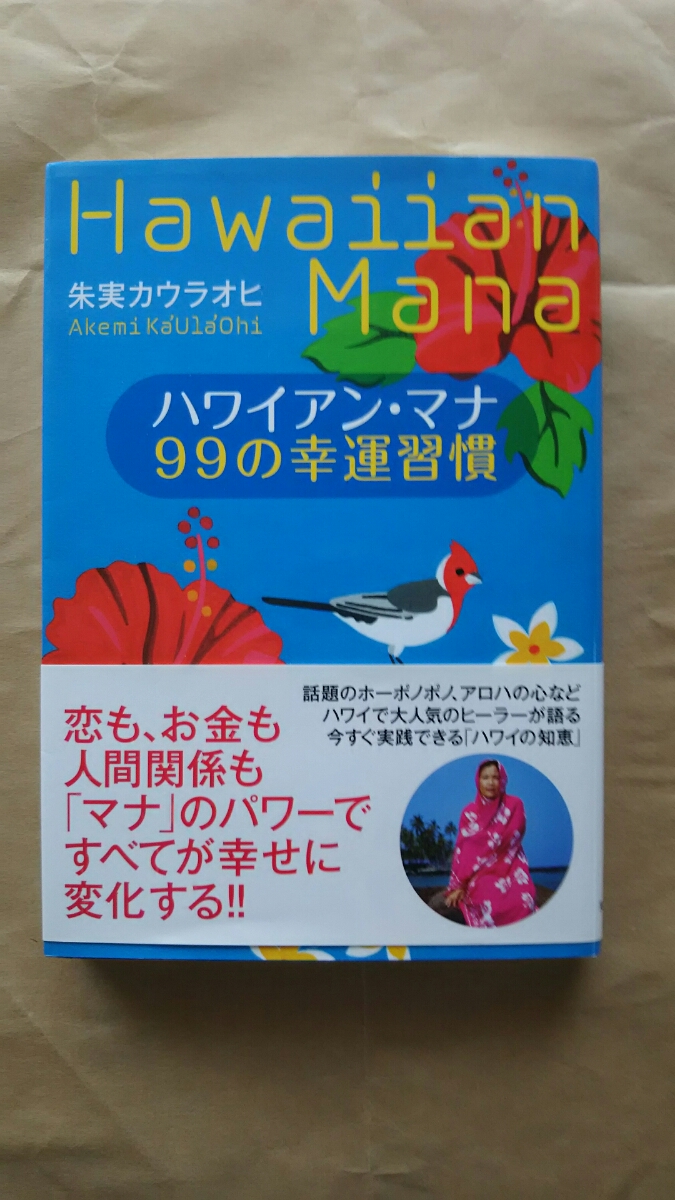 Hawaiian
Mana
朱実カウラオヒ
Akemi Ka'Ula'Ohi
ハワイアン・マナ
99の幸運習慣
話題のホ-ポノポノ、アロハの心など
ハワイで大人気のヒーラーが語る
今すぐ実践できる「ハワイの知恵」
恋も、お金も
人間関係も
「マナ」のパワーで
すべてが幸せに
変化する!!